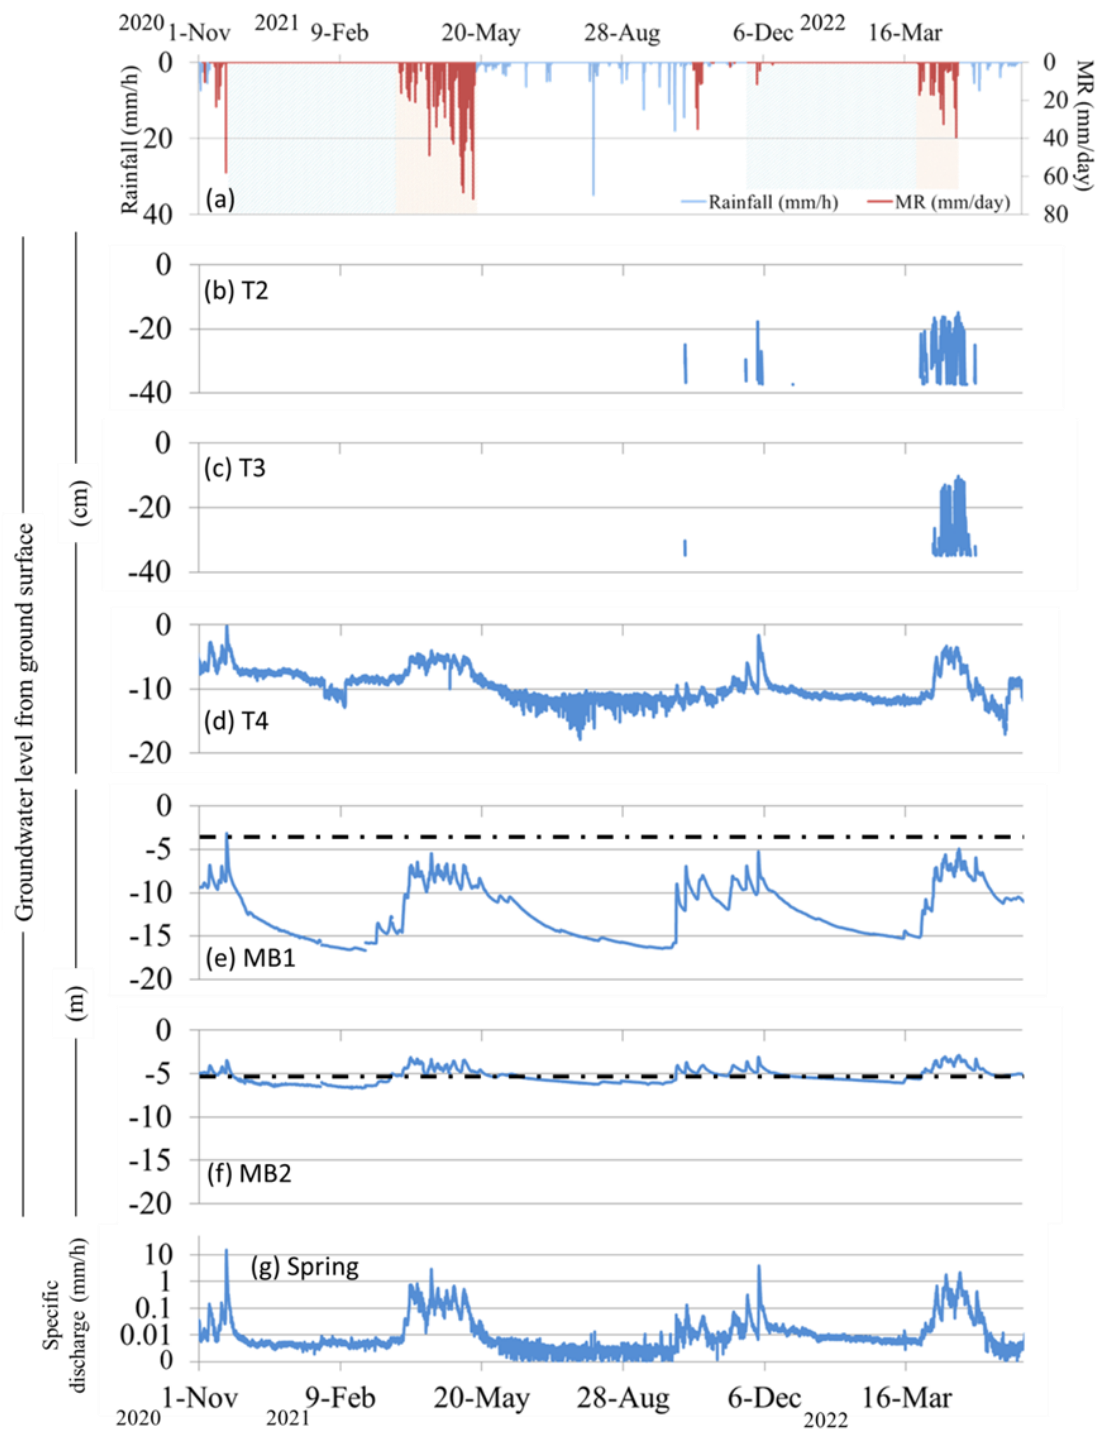 2020 2021 2022
1-Nov 9-Feb 20-May 28-Aug 6-Dec 16-Mar
Rainfall (mm/h)
0
20
40
MR (mm/day)
0
20
40
60
80
(a)
Rainfall (mm/h) MR (mm/day)
Groundwater level from ground surface
(cm)
0
-20
-40
(b) T2
0
-20
-40
(c) T3
0
-10
-20
(d) T4
(m)
0
-5
-10
-15
-20
(e) MB1
0
-5
-10
-15
-20
(f) MB2
Specific
discharge (mm/h)
10
1
0.1
0.01
0
(g) Spring
1-Nov 9-Feb 20-May 28-Aug 6-Dec 16-Mar
2020 2021 2022